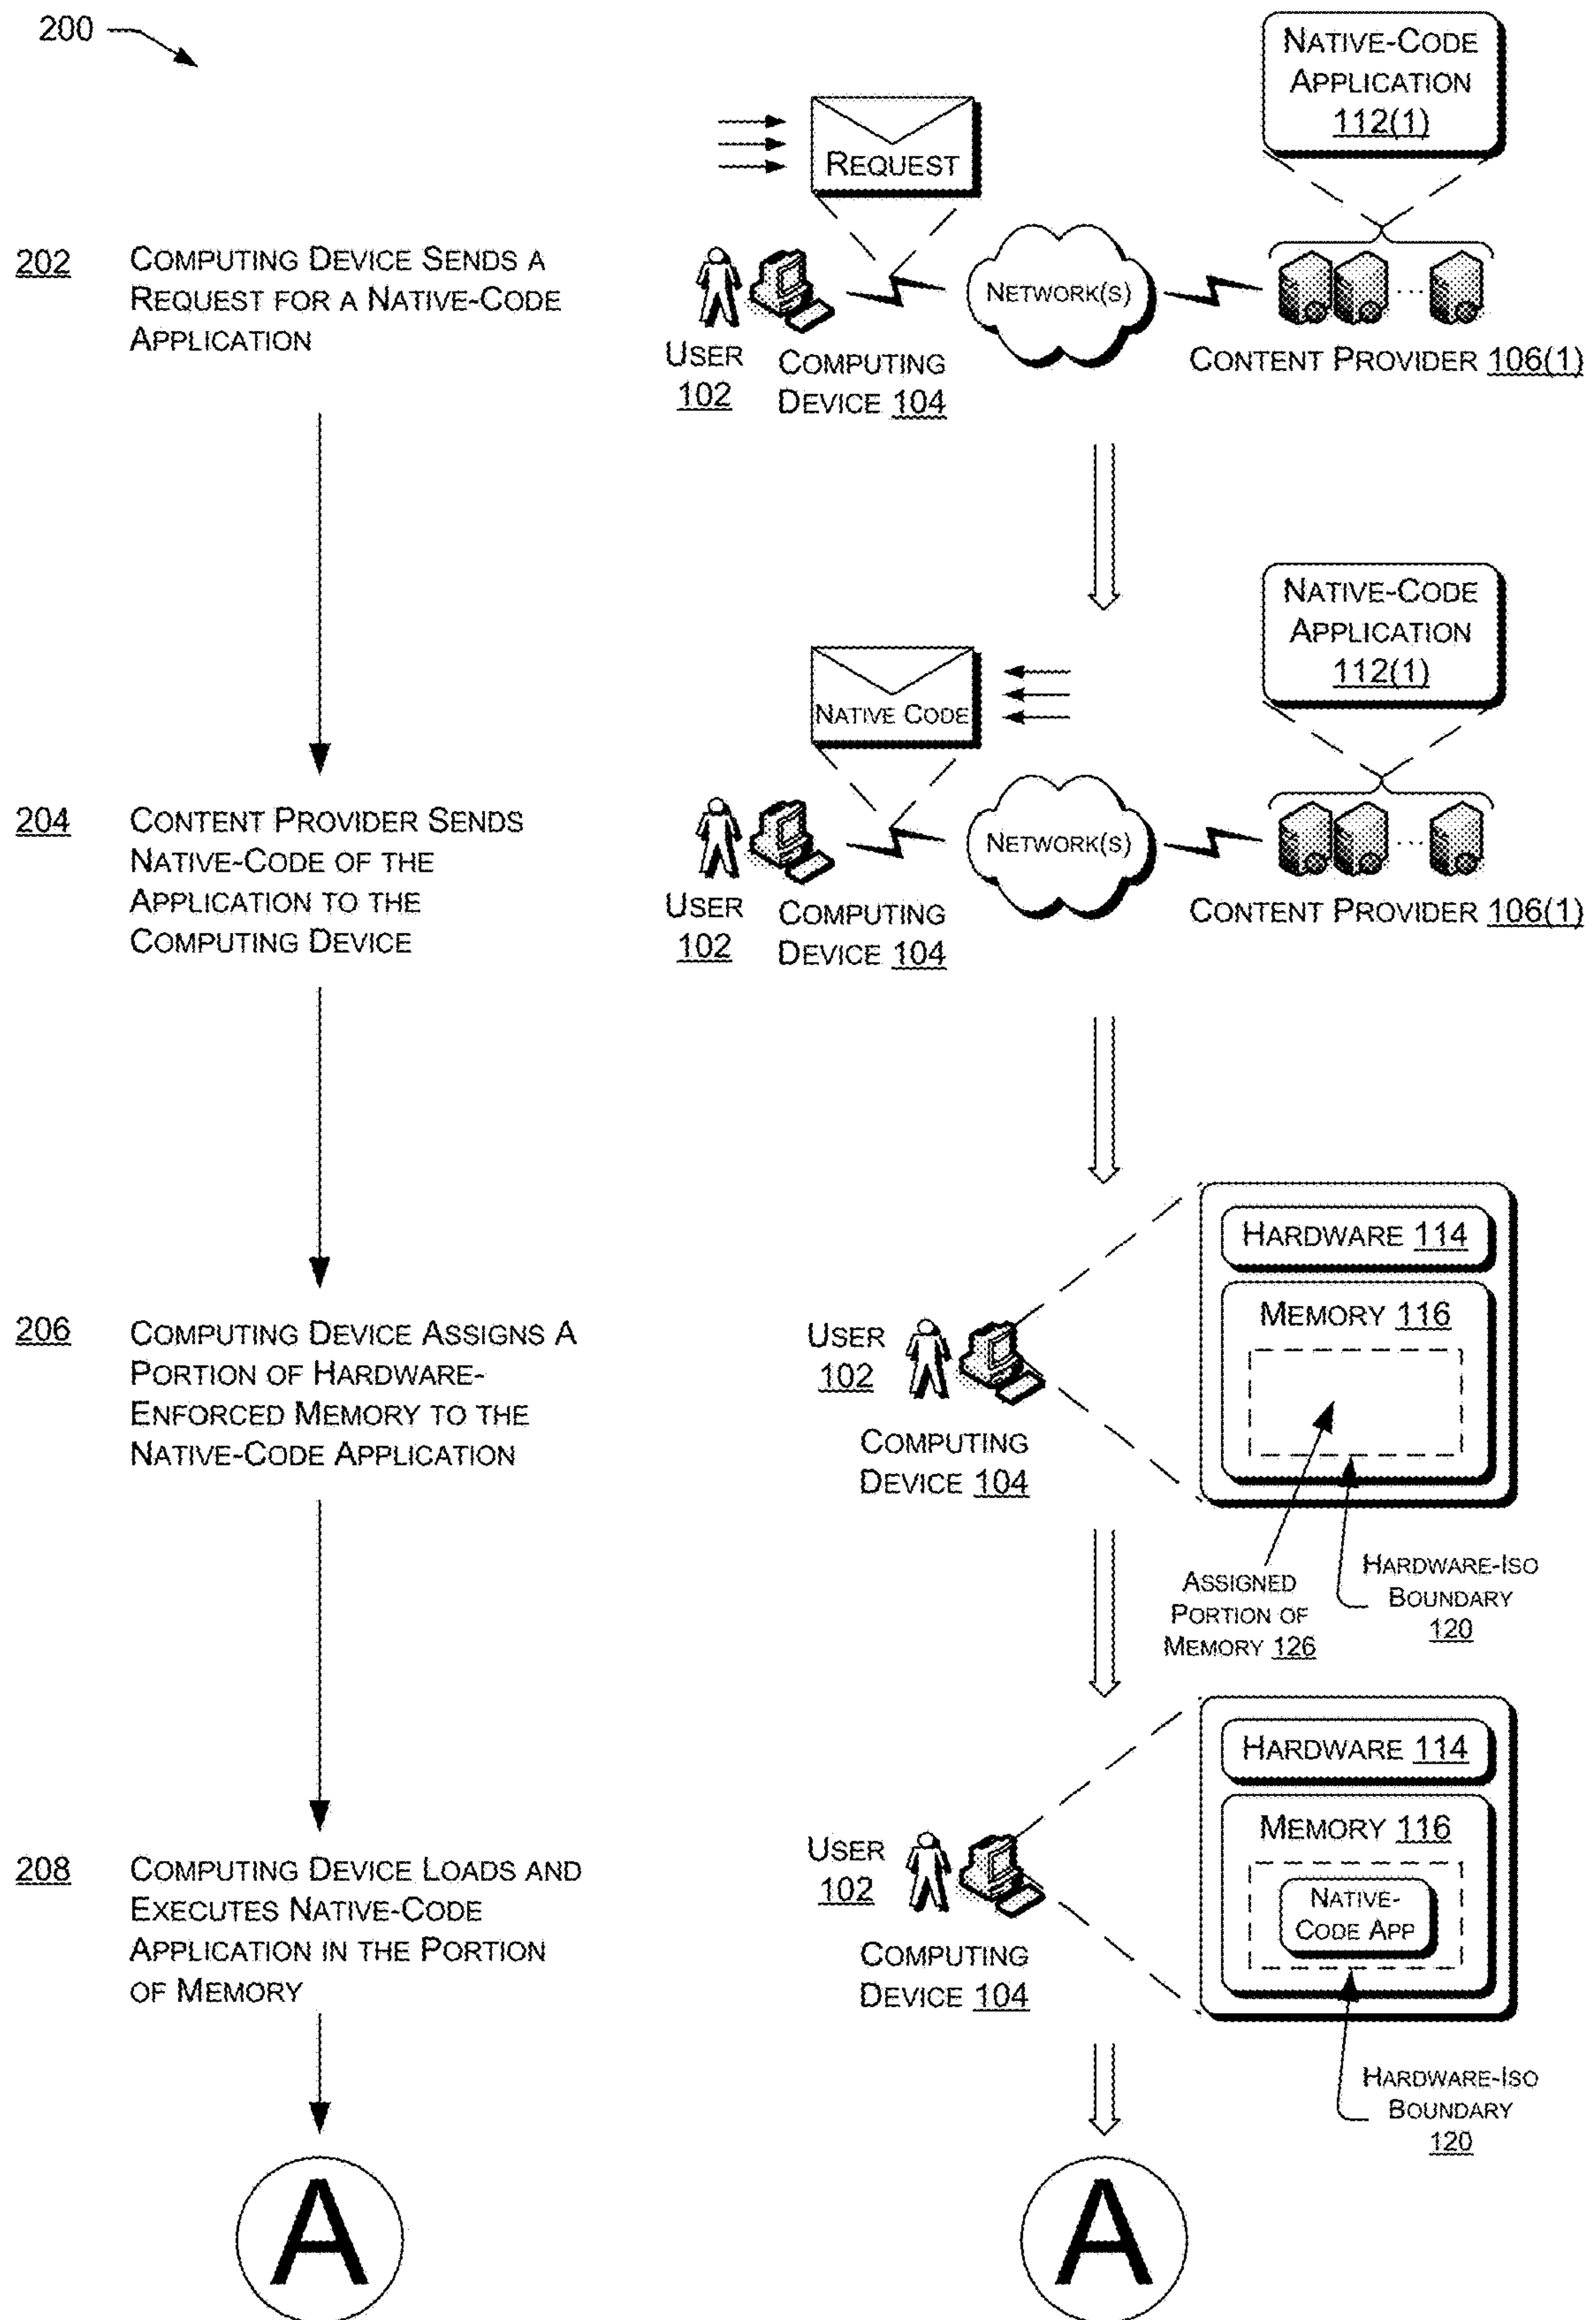 200
NATIVE-CODE
APPLICATION
112(1)
REQUEST
202 COMPUTING DEVICE SENDS A
REQUEST FOR A NATIVE-CODE
APPLICATION
NETWORK(S)
USER
102
COMPUTING
DEVICE 104
CONTENT PROVIDER 106(1)
NATIVE-CODE
APPLICATION
112(1)
NATIVE CODE
204 CONTENT PROVIDER SENDS
NATIVE-CODE OF THE
APPLICATION TO THE
COMPUTING DEVICE
NETWORK(S)
...
...
USER
102
COMPUTING
DEVICE 104
CONTENT PROVIDER 106(1)
206 COMPUTING DEVICE ASSIGNS A
PORTION OF HARDWARE-
ENFORCED MEMORY TO THE
NATIVE-CODE APPLICATION
USER
102
COMPUTING
DEVICE 104
HARDWARE 114
MEMORY 116
ASSIGNED
PORTION OF
MEMORY 126
HARDWARE-ISO
BOUNDARY
120
208 COMPUTING DEVICE LOADS AND
EXECUTES NATIVE-CODE
APPLICATION IN THE PORTION
OF MEMORY
USER
102
COMPUTING
DEVICE 104
HARDWARE 114
MEMORY 116
NATIVE-
CODE APP
HARDWARE-ISO
BOUNDARY
120
A
A